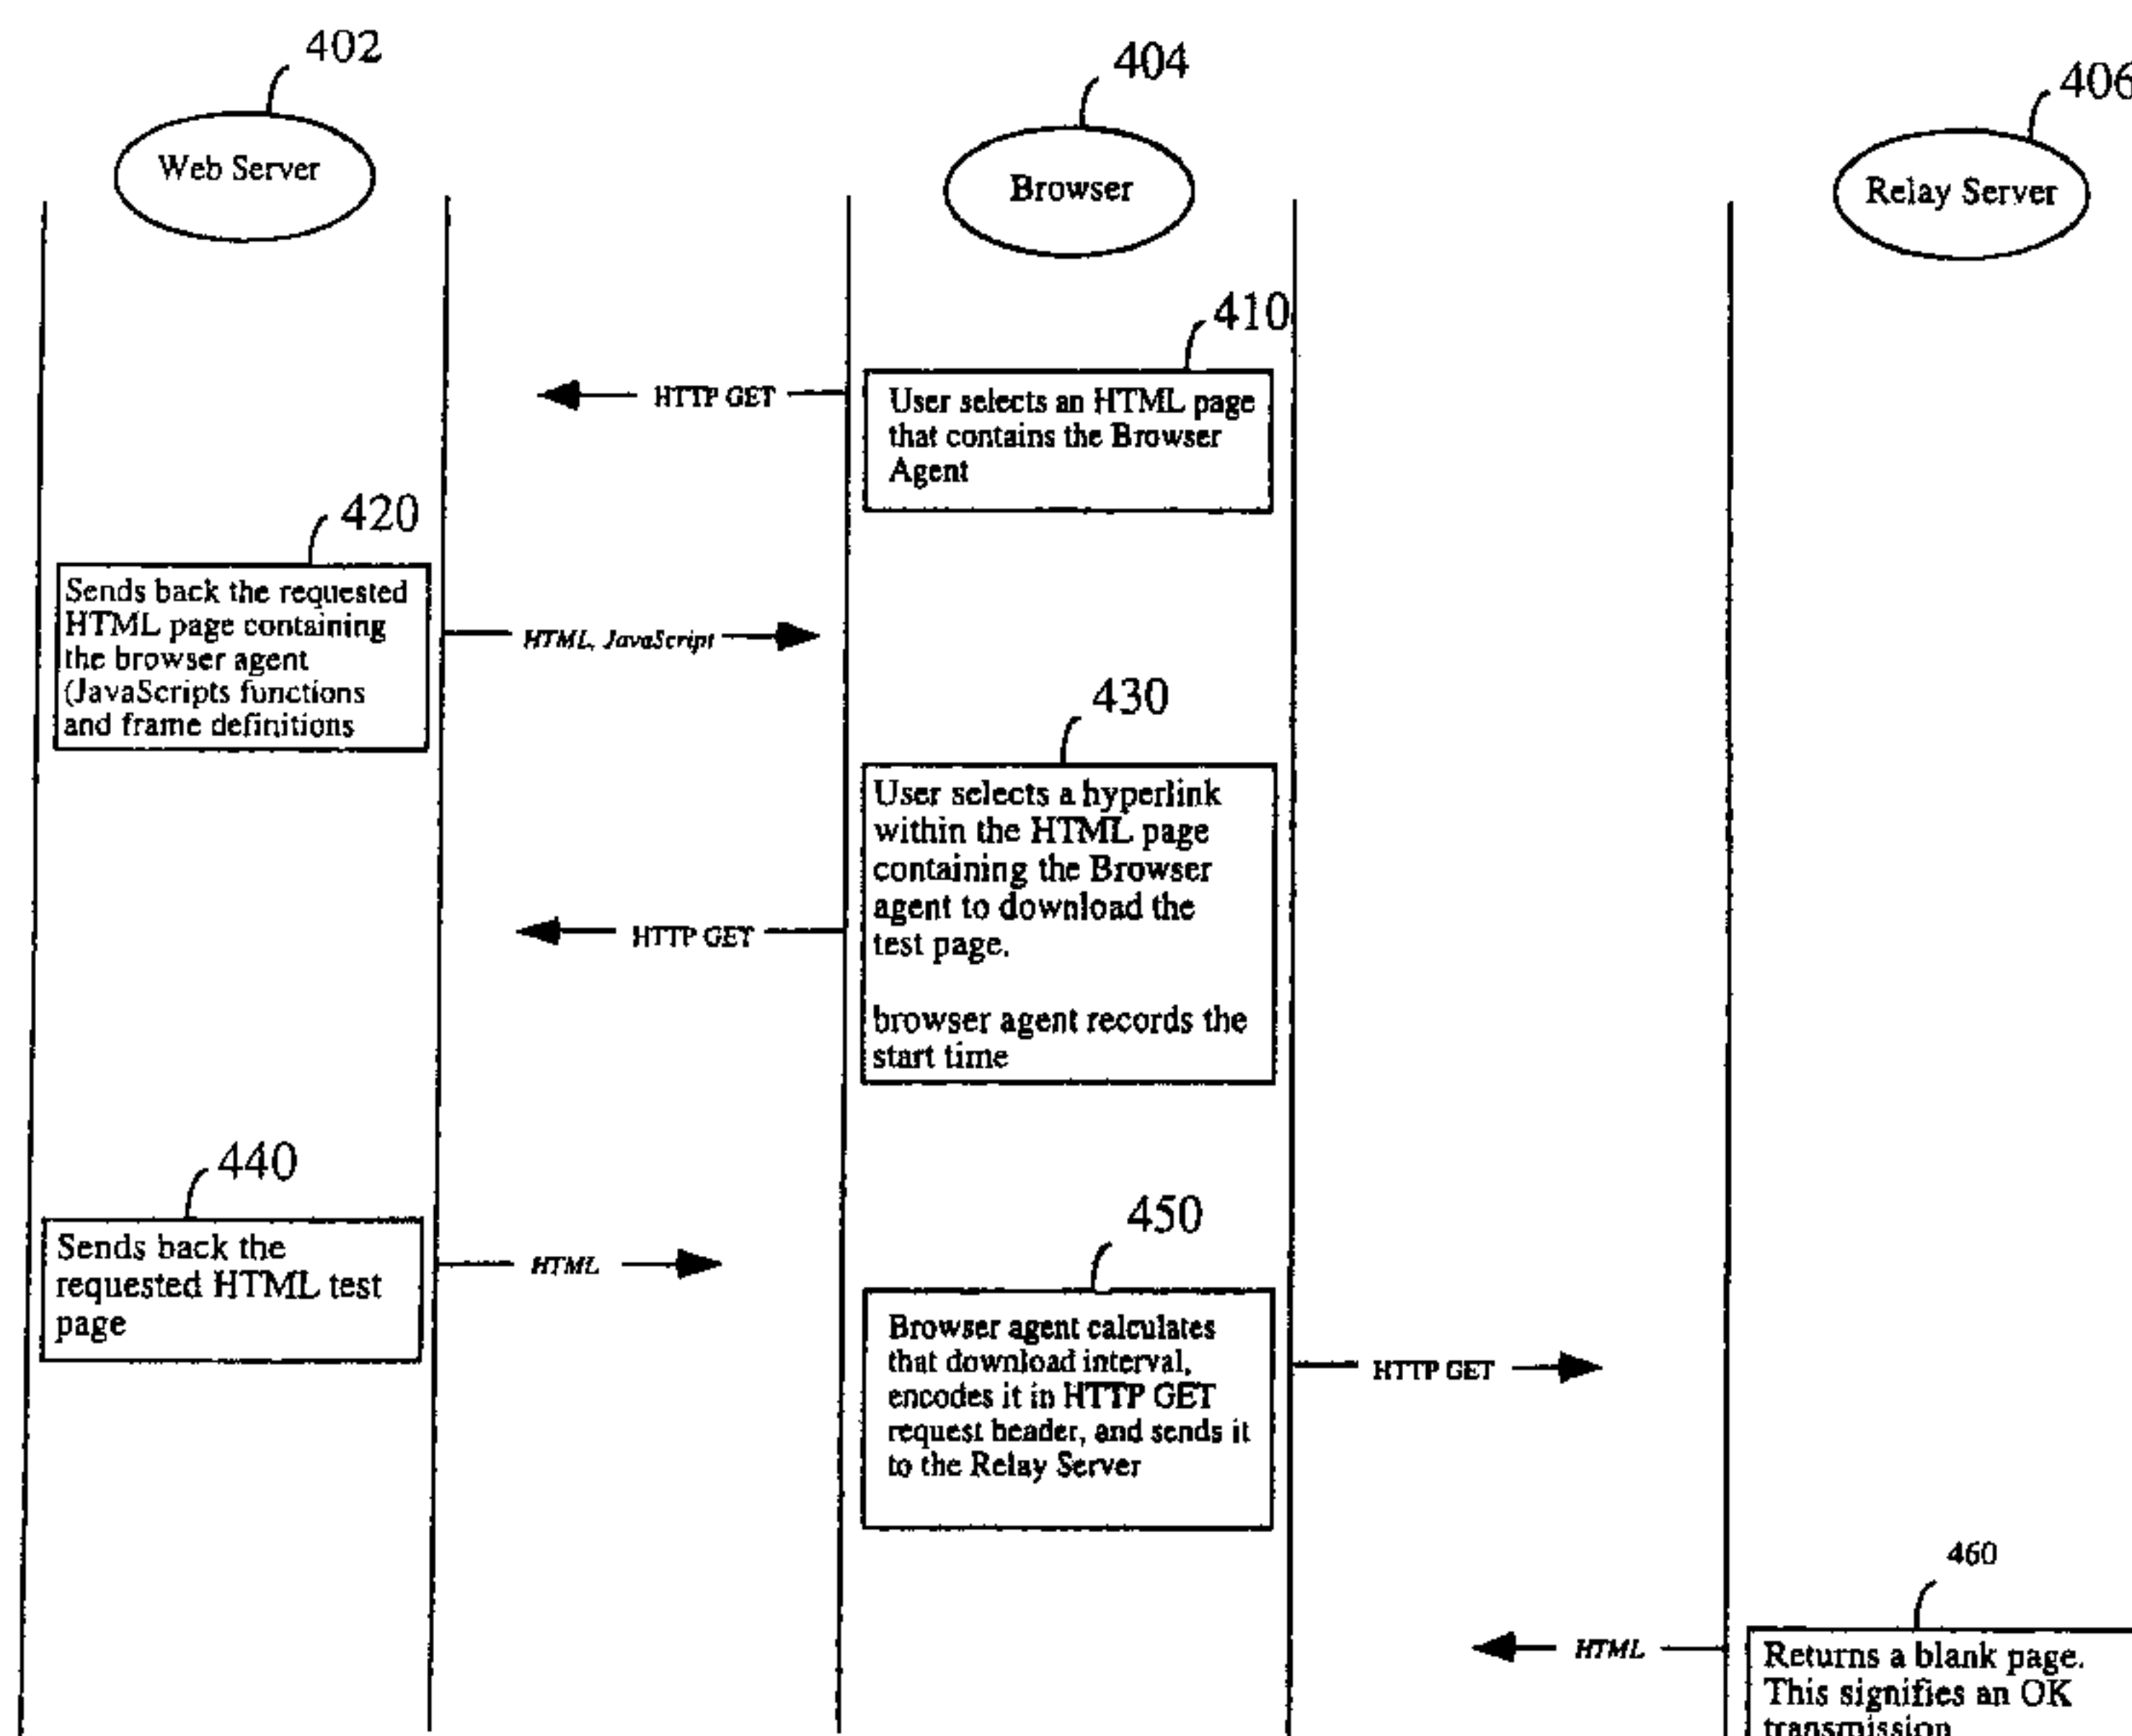 402
404
406
Web Server
Browser
Relay Server
410
HTTP GET
User selects an HTML page
that contains the Browser
Agent
420
Sends back the requested
HTML page containing
the browser agent
(JavaScripts functions
and frame definitions
HTML, JavaScript
430
User selects a hyperlink
within the HTML page
containing the Browser
agent to download the
test page.
browser agent records the
start time
HTTP GET
440
Sends back the
requested HTML test
page
HTML
450
Browser agent calculates
that download interval,
encodes it in HTTP GET
request header, and sends it
to the Relay Server
HTTP GET
460
HTML
Returns a blank page.
This signifies an OK
transmission